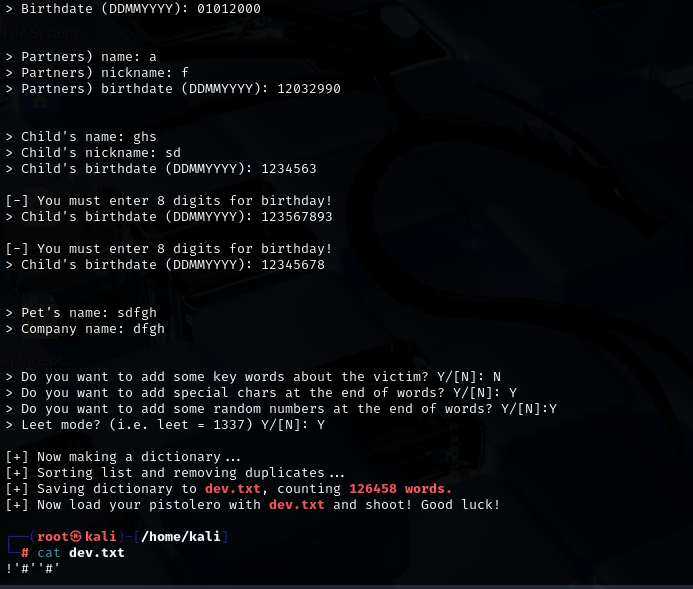 > Birthdate (DDMMYYYY): 01012000
File System
> Partners) name: a
> Partners) nickname: f
> Partners) birthdate (DDMMYYYY): 12032990
> Child's name: ghs
> Child's nickname: sd
> Child's birthdate (DDMMYYYY): 1234563
[-] You must enter 8 digits for birthday!
> Child's birthdate (DDMMYYYY): 123567893
[-] You must enter 8 digits for birthday!
> Child's birthdate (DDMMYYYY): 12345678
> Pet's name: sdfgh
> Company name: dfgh
> Do you want to add some key words about the victim? Y/[N]: N
> Do you want to add special chars at the end of words? Y/[N]: Y
> Do you want to add some random numbers at the end of words? Y/[N]:Y
> Leet mode? (i.e. leet = 1337) Y/[N]: Y
[+] Now making a dictionary...
[+] Sorting list and removing duplicates...
[+] Saving dictionary to dev.txt, counting 126458 words.
[+] Now load your pistolero with dev.txt and shoot! Good luck!
┌──(root㉿kali)-[/home/kali]
└─# cat dev.txt
!'#''#'